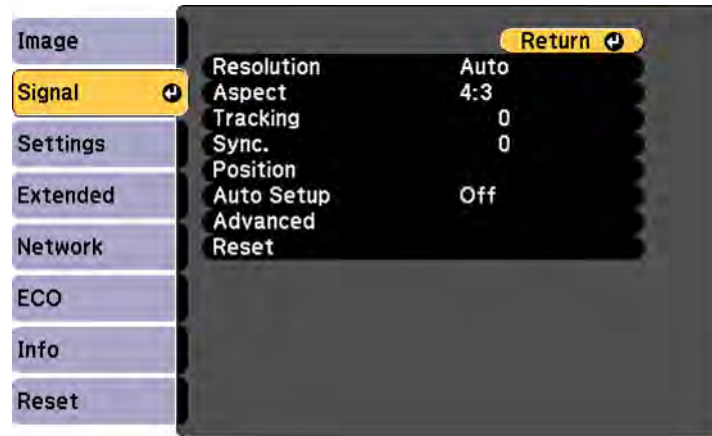 Image
Signal
Settings
Extended
Network
ECO
Info
Reset
Return
Resolution Auto
Aspect 4:3
Tracking 0
Sync. 0
Position
Auto Setup Off
Advanced
Reset